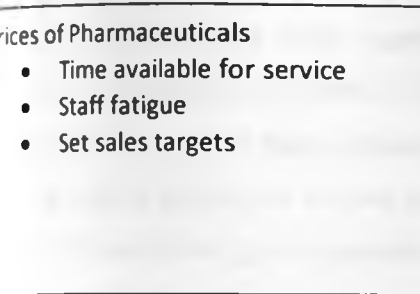 rices of Pharmaceuticals
• Time available for service
• Staff fatigue
• Set sales targets